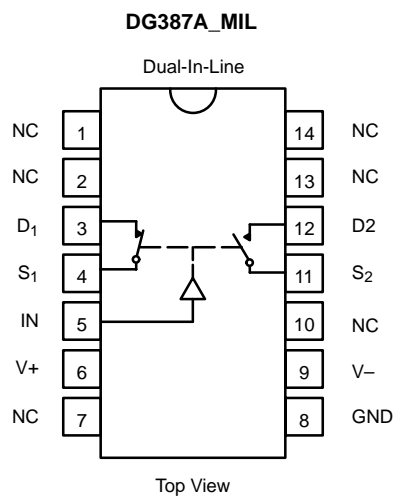 DG387A_MIL
Dual-In-Line
NC 1 14 NC
NC 2 13 NC
D1 3 12 D2
S1 4 11 S2
IN 5 10 NC
V+ 6 9 V–
NC 7 8 GND
Top View